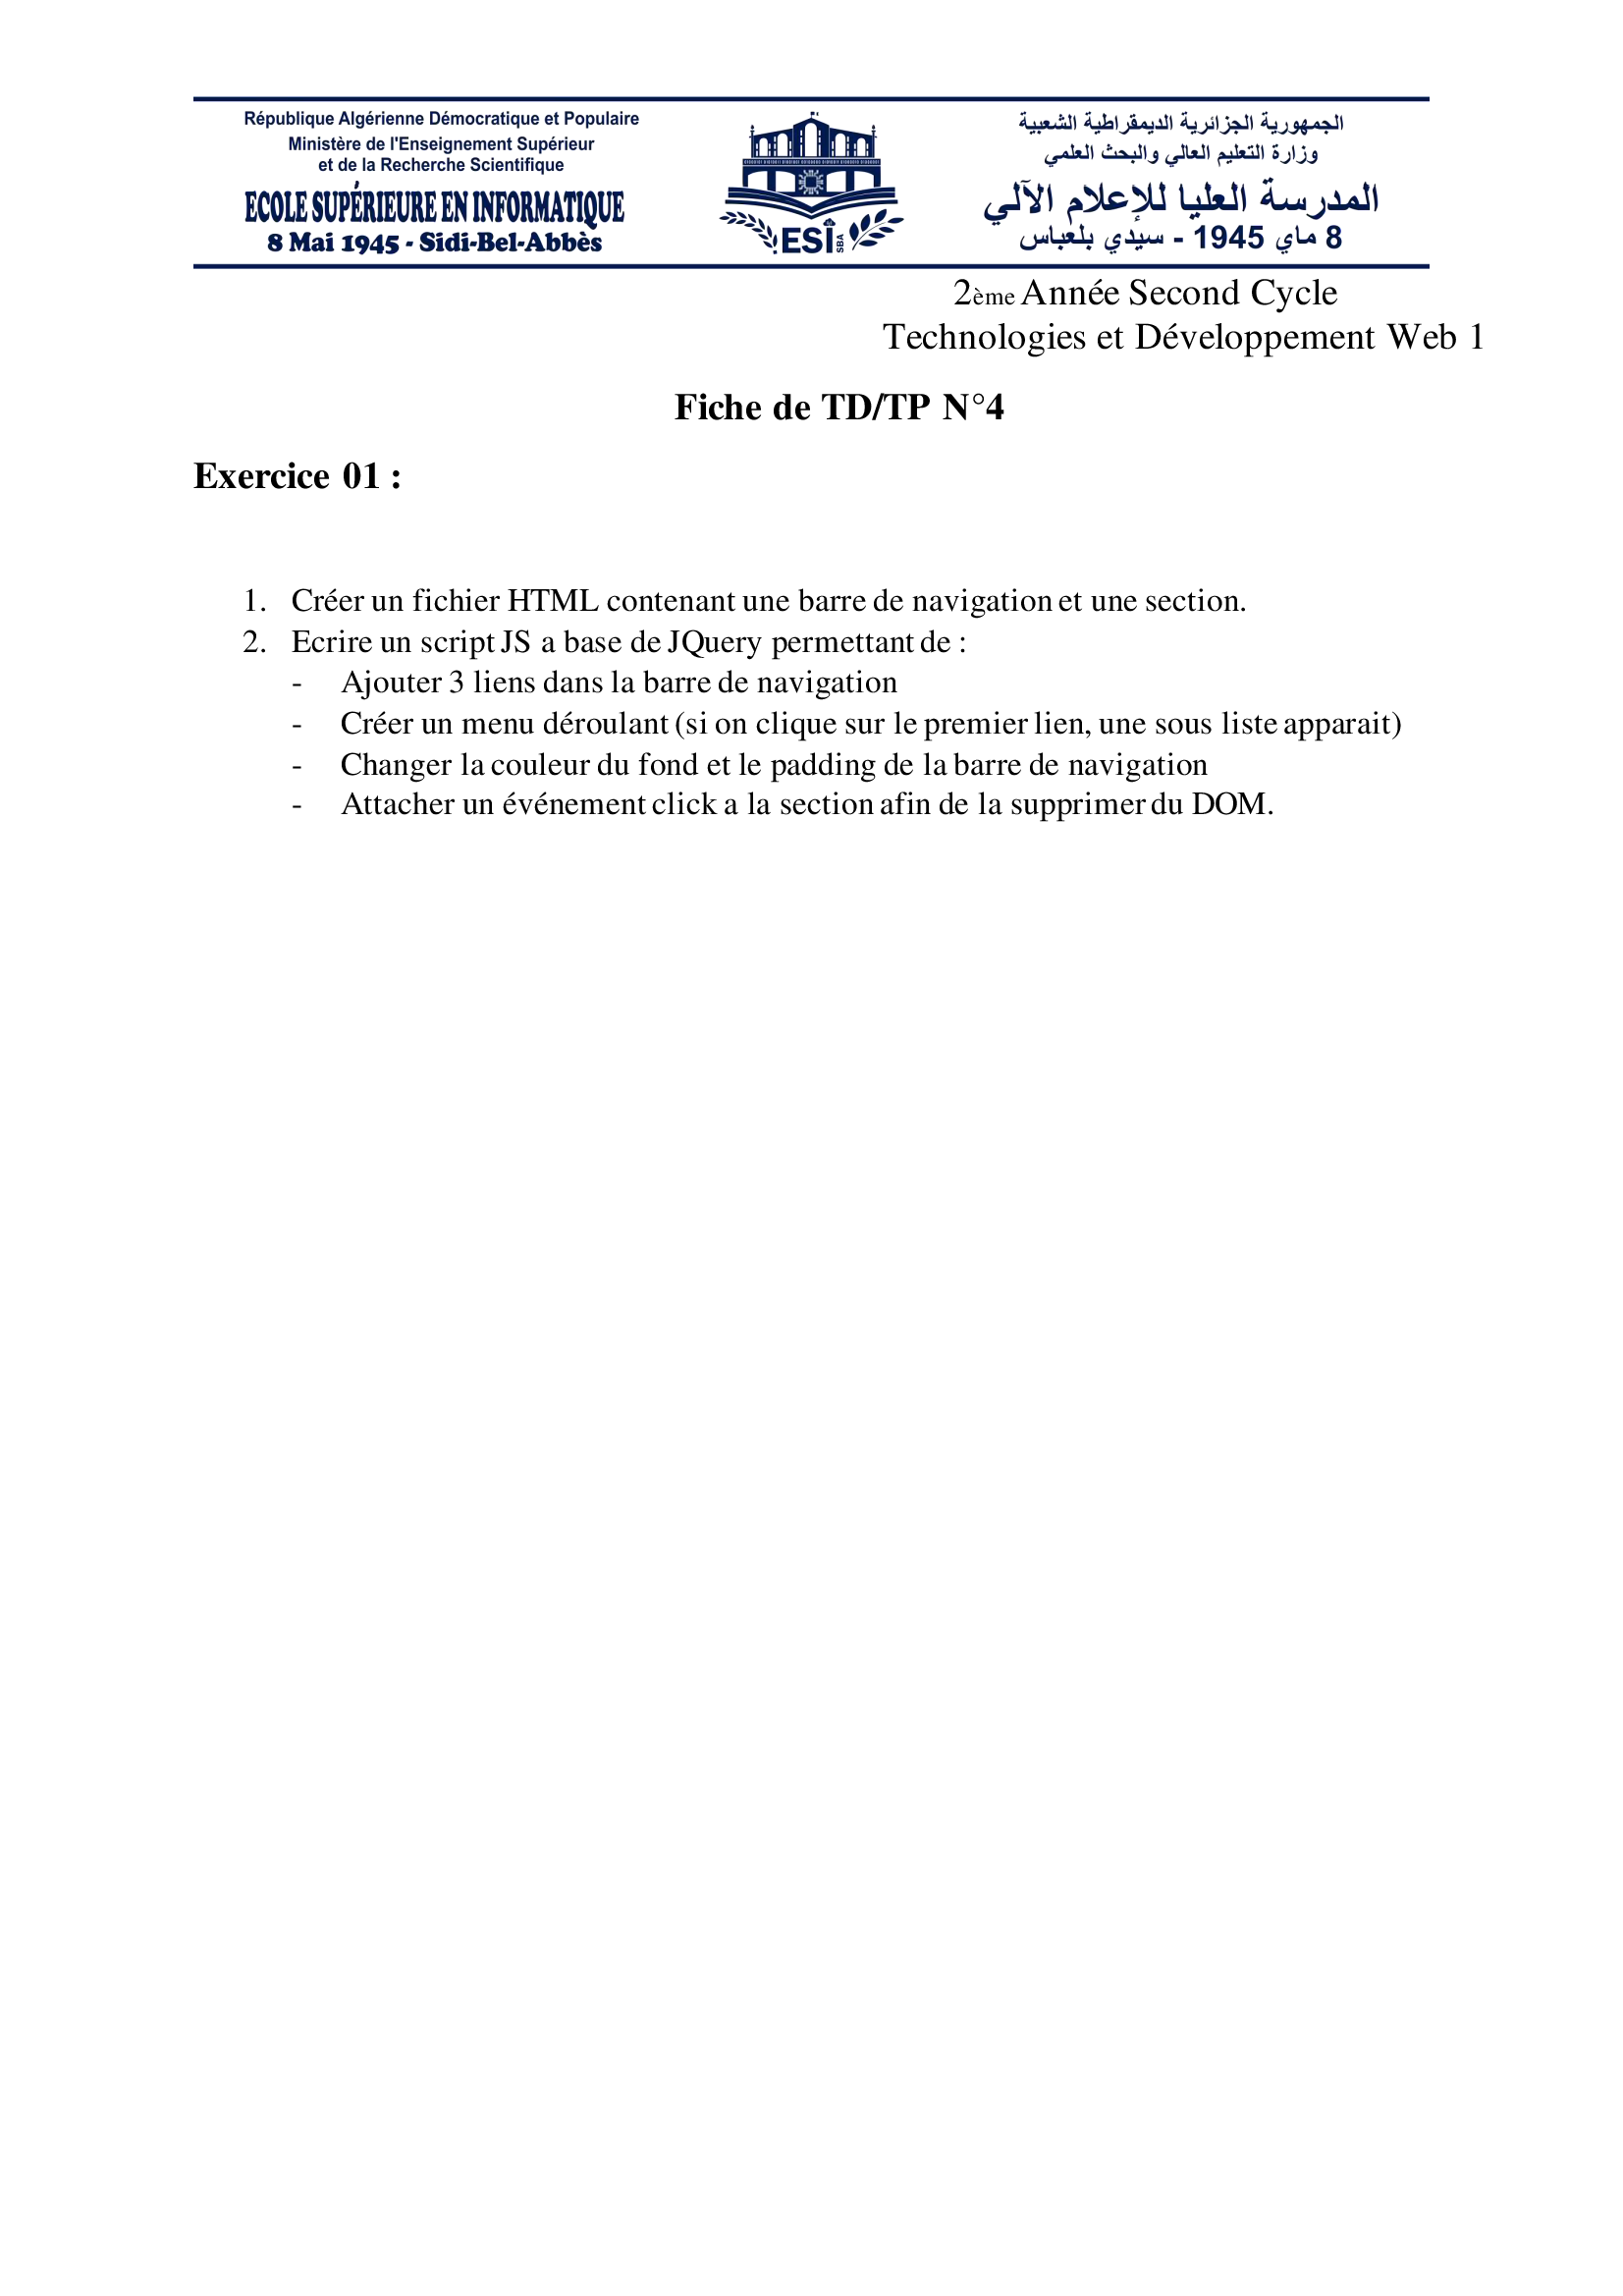 République Algérienne Démocratique et Populaire
Ministère de l'Enseignement Supérieur
et de la Recherche Scientifique
ECOLE SUPÉRIEURE EN INFORMATIQUE
8 Mai 1945 - Sidi-Bel-Abbès
ESI
SBA
الجمهورية الجزائرية الديمقراطية الشعبية
وزارة التعليم العالي والبحث العلمي
المدرسة العليا للإعلام الآلي
8 ماي 1945 - سيدي بلعباس
2ème Année Second Cycle
Technologies et Développement Web 1
Fiche de TD/TP N°4
Exercice 01 :
1. Créer un fichier HTML contenant une barre de navigation et une section.
2. Ecrire un script JS a base de JQuery permettant de :
- Ajouter 3 liens dans la barre de navigation
- Créer un menu déroulant (si on clique sur le premier lien, une sous liste apparait)
- Changer la couleur du fond et le padding de la barre de navigation
- Attacher un événement click a la section afin de la supprimer du DOM.